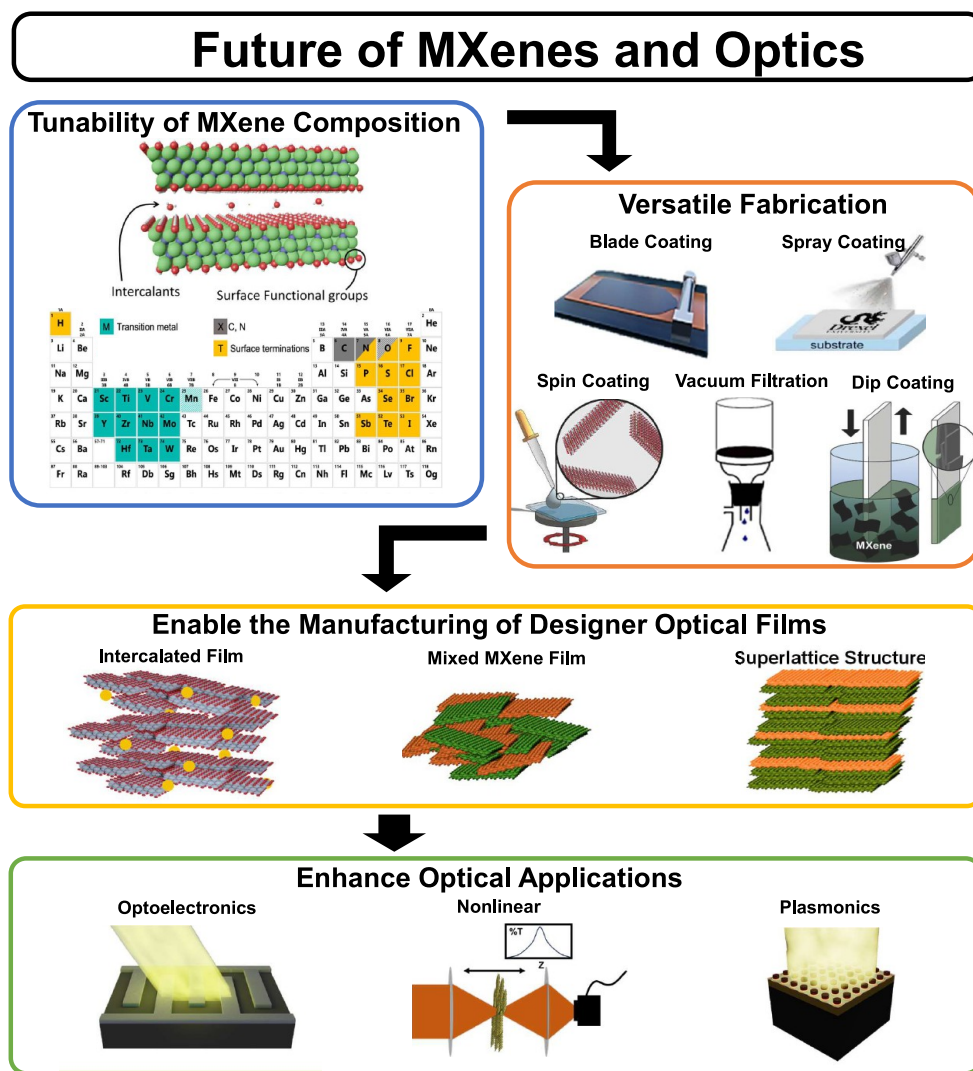 Future of MXenes and Optics
Tunability of MXene Composition
Intercalants
Surface Functional groups
M Transition metal
X C, N
T Surface terminations
H He
Li Be B C N O F Ne
Na Mg Al Si P S Cl Ar
K Ca Sc Ti V Cr Mn Fe Co Ni Cu Zn Ga Ge As Se Br Kr
Rb Sr Y Zr Nb Mo Tc Ru Rh Pd Ag Cd In Sn Sb Te I Xe
Cs Ba Hf Ta W Re Os Ir Pt Au Hg Tl Pb Bi Po At Rn
Fr Ra Rf Db Sg Bh Hs Mt Ds Rg Cn Nh Fl Mc Lv Ts Og
Versatile Fabrication
Blade Coating
Spray Coating
Drexel
substrate
Spin Coating
Vacuum Filtration
Dip Coating
MXene
Enable the Manufacturing of Designer Optical Films
Intercalated Film
Mixed MXene Film
Superlattice Structure
Enhance Optical Applications
Optoelectronics
Nonlinear
Plasmonics
%T
Z